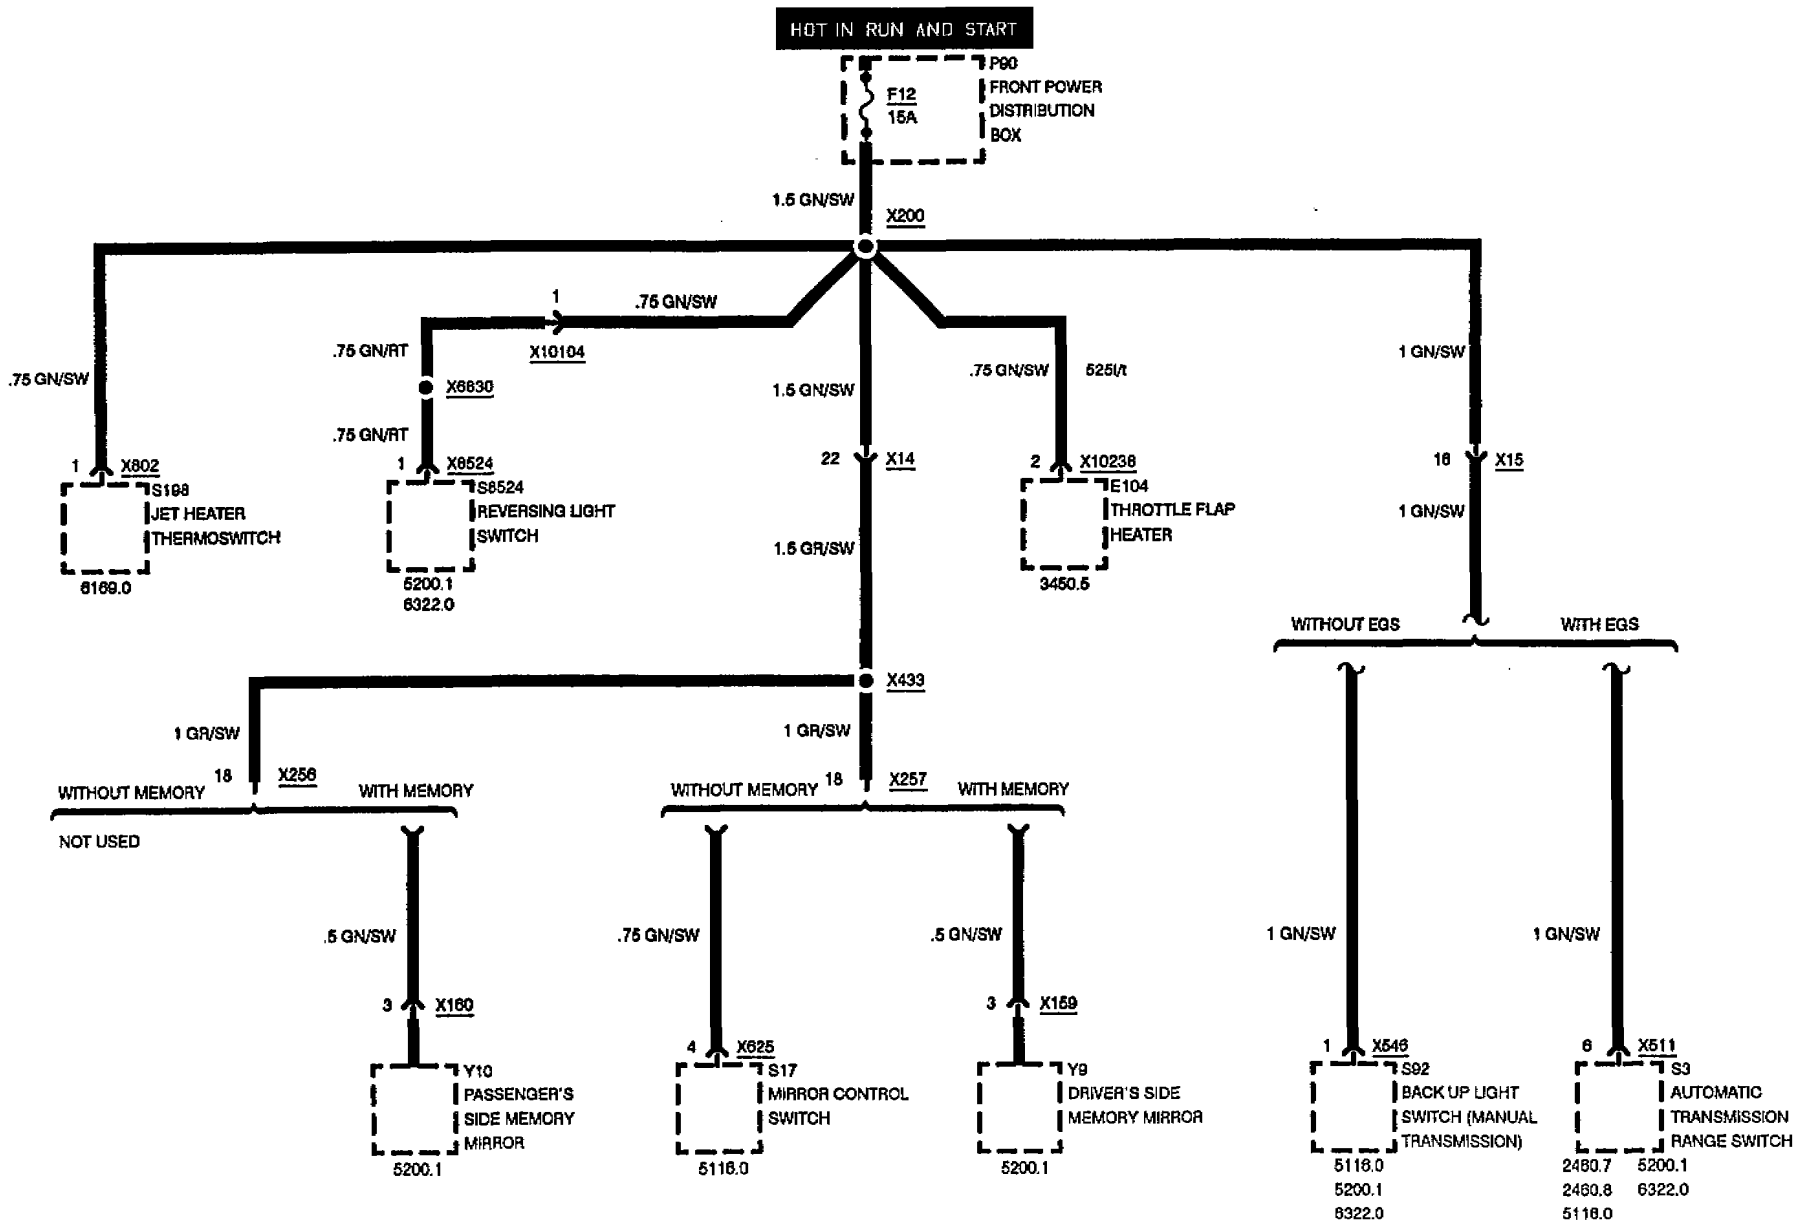 HOT IN RUN AND START
P90
FRONT POWER
DISTRIBUTION
BOX
F12
15A
1.5 GN/SW
X200
1
.75 GN/SW
X10104
.75 GN/RT
X6630
.75 GN/RT
.75 GN/SW
1.5 GN/SW
.75 GN/SW
525i/t
1 GN/SW
1 X802
S198
JET HEATER
THERMOSWITCH
6169.0
1 X8524
S8524
REVERSING LIGHT
SWITCH
5200.1
6322.0
22 X14
1.5 GR/SW
2 X10238
E104
THROTTLE FLAP
HEATER
3450.5
16 X15
1 GN/SW
WITHOUT EGS
WITH EGS
X433
1 GR/SW
1 GR/SW
18 X256
WITHOUT MEMORY
WITH MEMORY
NOT USED
18 X257
WITHOUT MEMORY
WITH MEMORY
.5 GN/SW
.75 GN/SW
.5 GN/SW
1 GN/SW
1 GN/SW
3 X160
Y10
PASSENGER'S
SIDE MEMORY
MIRROR
5200.1
4 X625
S17
MIRROR CONTROL
SWITCH
5116.0
3 X159
Y9
DRIVER'S SIDE
MEMORY MIRROR
5200.1
1 X546
S92
BACK UP LIGHT
SWITCH (MANUAL
TRANSMISSION)
5116.0
5200.1
6322.0
6 X511
S3
AUTOMATIC
TRANSMISSION
RANGE SWITCH
2460.7 5200.1
2460.8 6322.0
5116.0